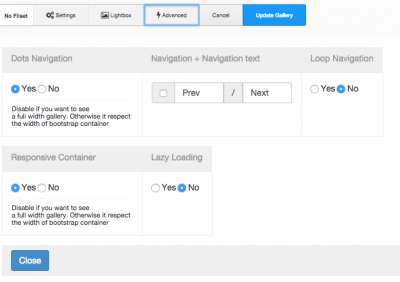 No Filset Settings Lightbox Advanced Cancel Update Gallery
Dots Navigation Navigation + Navigation text Loop Navigation
Yes No Prev / Next Yes No
Disable if you want to see
a full width gallery. Otherwise it respect
the width of bootstrap container
Responsive Container Lazy Loading
Yes No Yes No
Disable if you want to see
a full width gallery. Otherwise it respect
the width of bootstrap container
Close